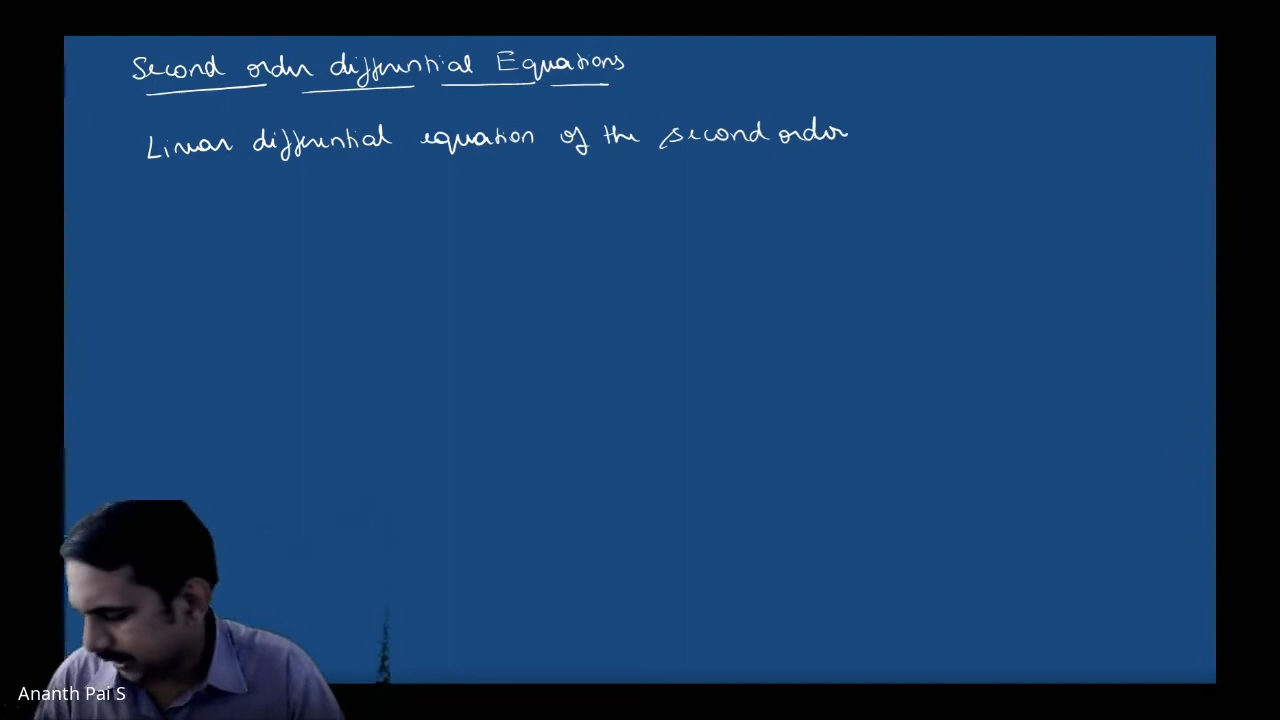 Second order differential Equations
Linear differential equation of the second order
Ananth Pai S